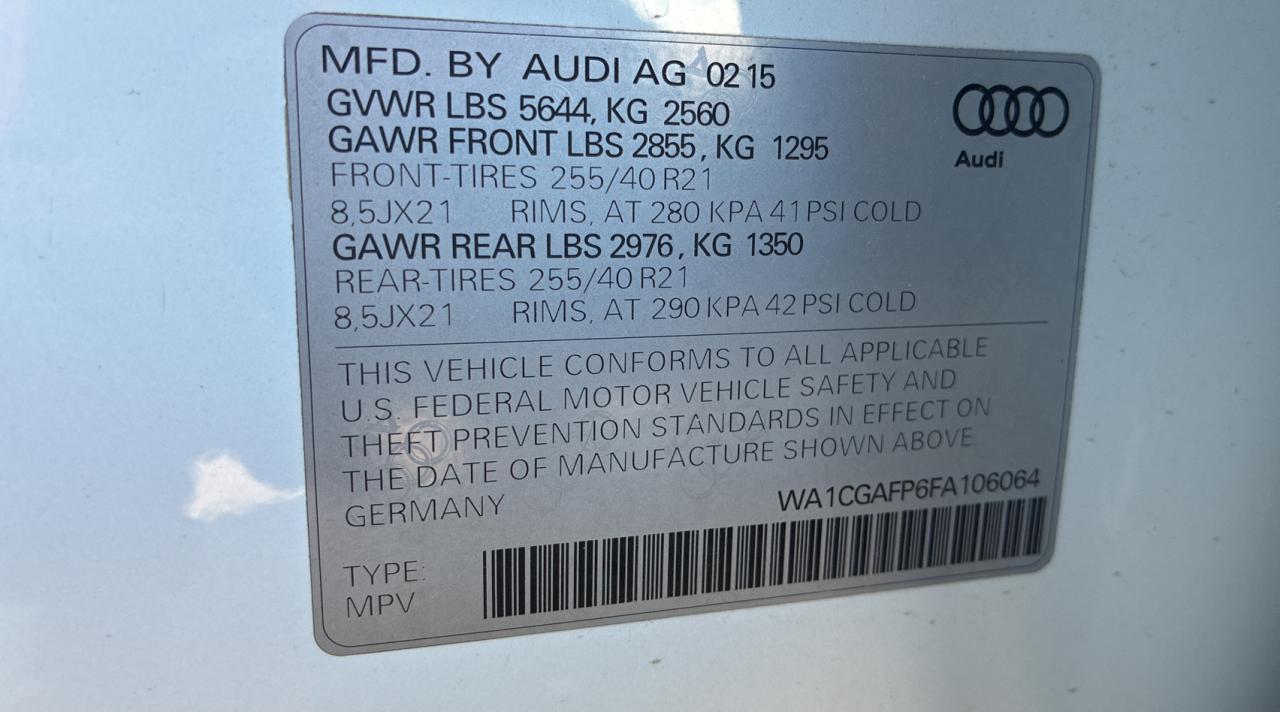 MFD. BY AUDI AG 02 15
GVWR LBS 5644, KG 2560
GAWR FRONT LBS 2855, KG 1295
FRONT-TIRES 255/40 R21
8,5JX21 RIMS, AT 280 KPA 41 PSI COLD
GAWR REAR LBS 2976, KG 1350
REAR-TIRES 255/40 R21
8,5JX21 RIMS, AT 290 KPA 42 PSI COLD
Audi
THIS VEHICLE CONFORMS TO ALL APPLICABLE
U.S. FEDERAL MOTOR VEHICLE SAFETY AND
THEFT PREVENTION STANDARDS IN EFFECT ON
THE DATE OF MANUFACTURE SHOWN ABOVE.
GERMANY
WA1CGAFP6FA106064
TYPE:
MPV